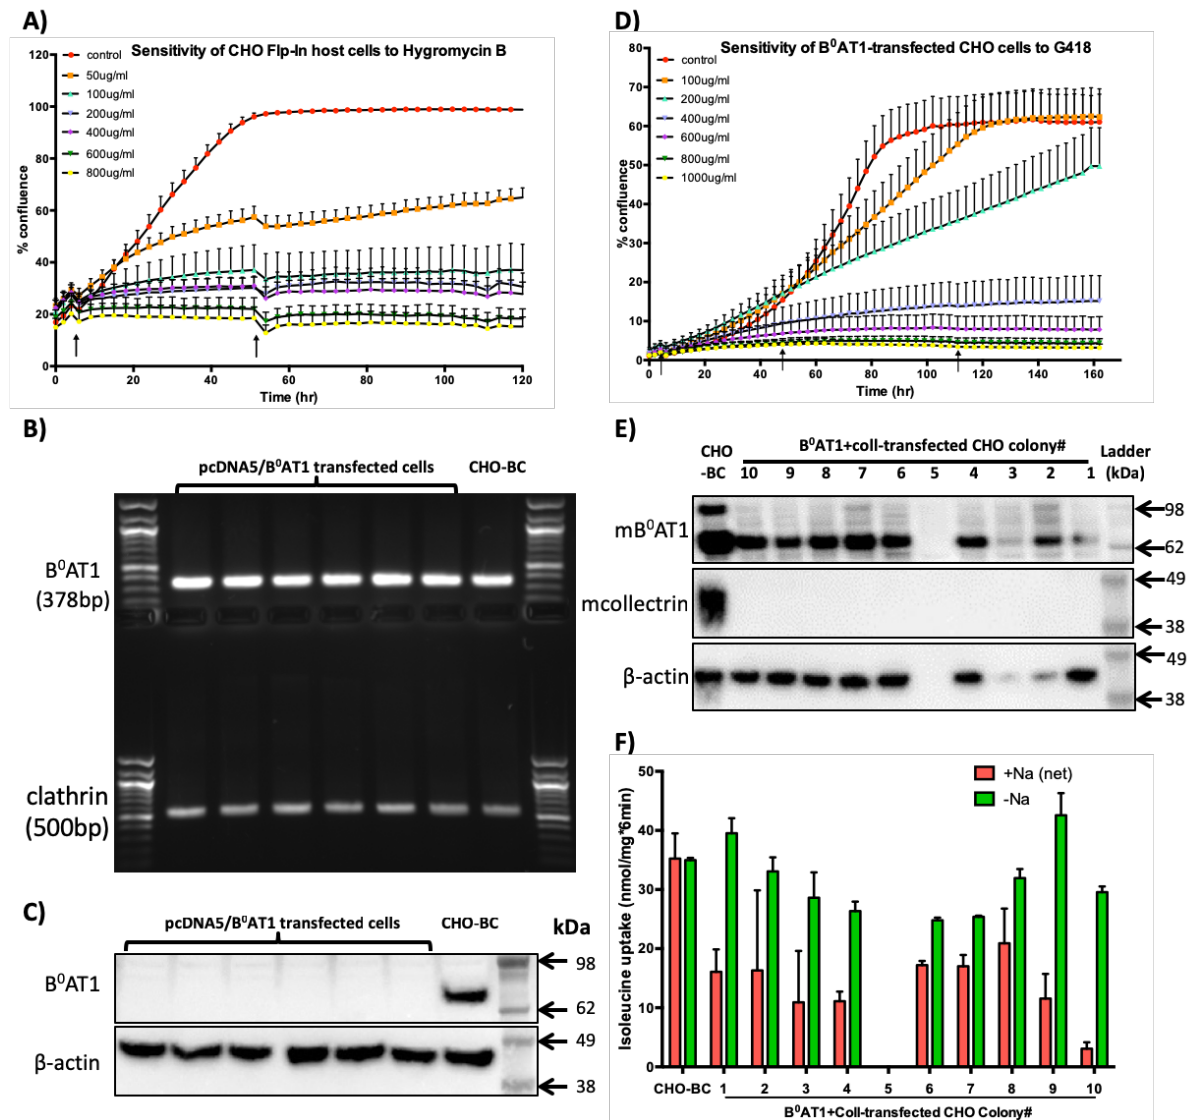 A)
Sensitivity of CHO Flp-In host cells to Hygromycin B
control
50ug/ml
100ug/ml
200ug/ml
400ug/ml
600ug/ml
800ug/ml
% confluence
120
100
80
60
40
20
0
0 20 40 60 80 100 120
Time (hr)
D)
Sensitivity of B⁰AT1-transfected CHO cells to G418
control
100ug/ml
200ug/ml
400ug/ml
600ug/ml
800ug/ml
1000ug/ml
% confluence
80
70
60
50
40
30
20
10
0
0 20 40 60 80 100 120 140 160
Time (hr)
B)
pcDNA5/B⁰AT1 transfected cells CHO-BC
B⁰AT1
(378bp)
clathrin
(500bp)
C)
pcDNA5/B⁰AT1 transfected cells CHO-BC kDa
B⁰AT1
98
62
β-actin
49
38
E)
CHO
-BC
B⁰AT1+coll-transfected CHO colony#
10 9 8 7 6 5 4 3 2 1
Ladder
(kDa)
mB⁰AT1
98
62
mcollectrin
49
38
β-actin
49
38
F)
+Na (net)
-Na
Isoleucine uptake (nmol/mg*6min)
50
40
30
20
10
0
CHO-BC 1 2 3 4 5 6 7 8 9 10
B⁰AT1+Coll-transfected CHO Colony#